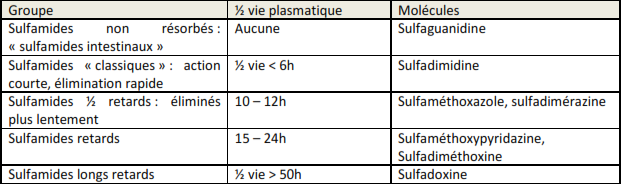 Groupe ½ vie plasmatique Molécules
Sulfamides non résorbés : Aucune Sulfaguanidine
« sulfamides intestinaux »
Sulfamides « classiques » : action ½ vie < 6h Sulfadimidine
courte, élimination rapide
Sulfamides ½ retards : éliminés 10 – 12h Sulfaméthoxazole, sulfadimérazine
plus lentement
Sulfamides retards 15 – 24h Sulfaméthoxypyridazine,
Sulfadiméthoxine
Sulfamides longs retards ½ vie > 50h Sulfadoxine